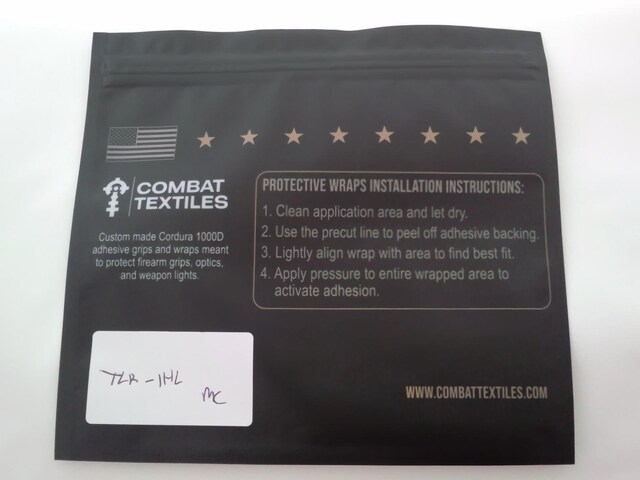 COMBAT
TEXTILES
Custom made Cordura 1000D
adhesive grips and wraps meant
to protect firearm grips, optics,
and weapon lights.
PROTECTIVE WRAPS INSTALLATION INSTRUCTIONS:
1. Clean application area and let dry.
2. Use the precut line to peel off adhesive backing.
3. Lightly align wrap with area to find best fit.
4. Apply pressure to entire wrapped area to
activate adhesion.
TLR-1HL
MC
WWW.COMBATTEXTILES.COM